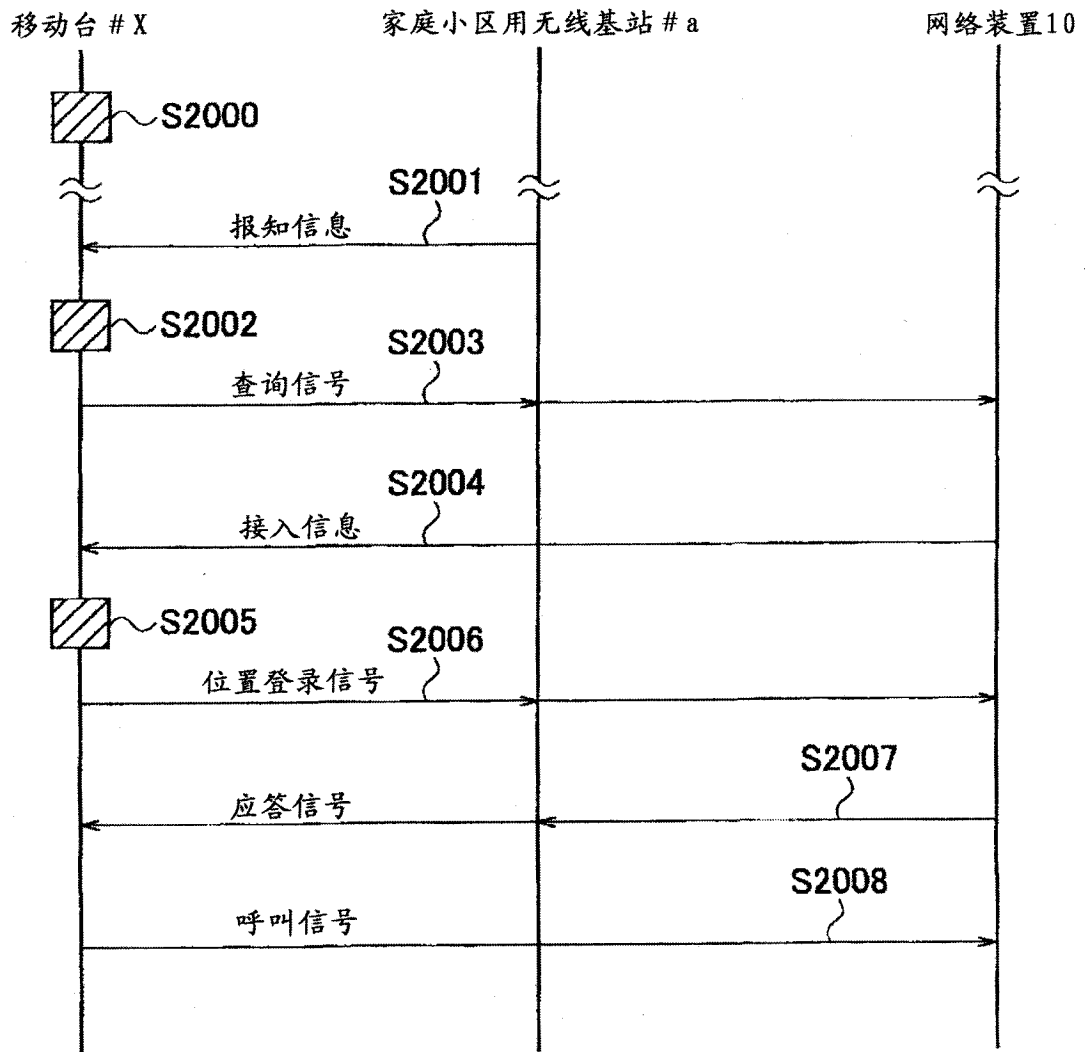 移动台#X
家庭小区用无线基站#a
网络装置10
S2000
S2001
报知信息
S2002
S2003
查询信号
S2004
接入信息
S2005
S2006
位置登录信号
S2007
应答信号
S2008
呼叫信号